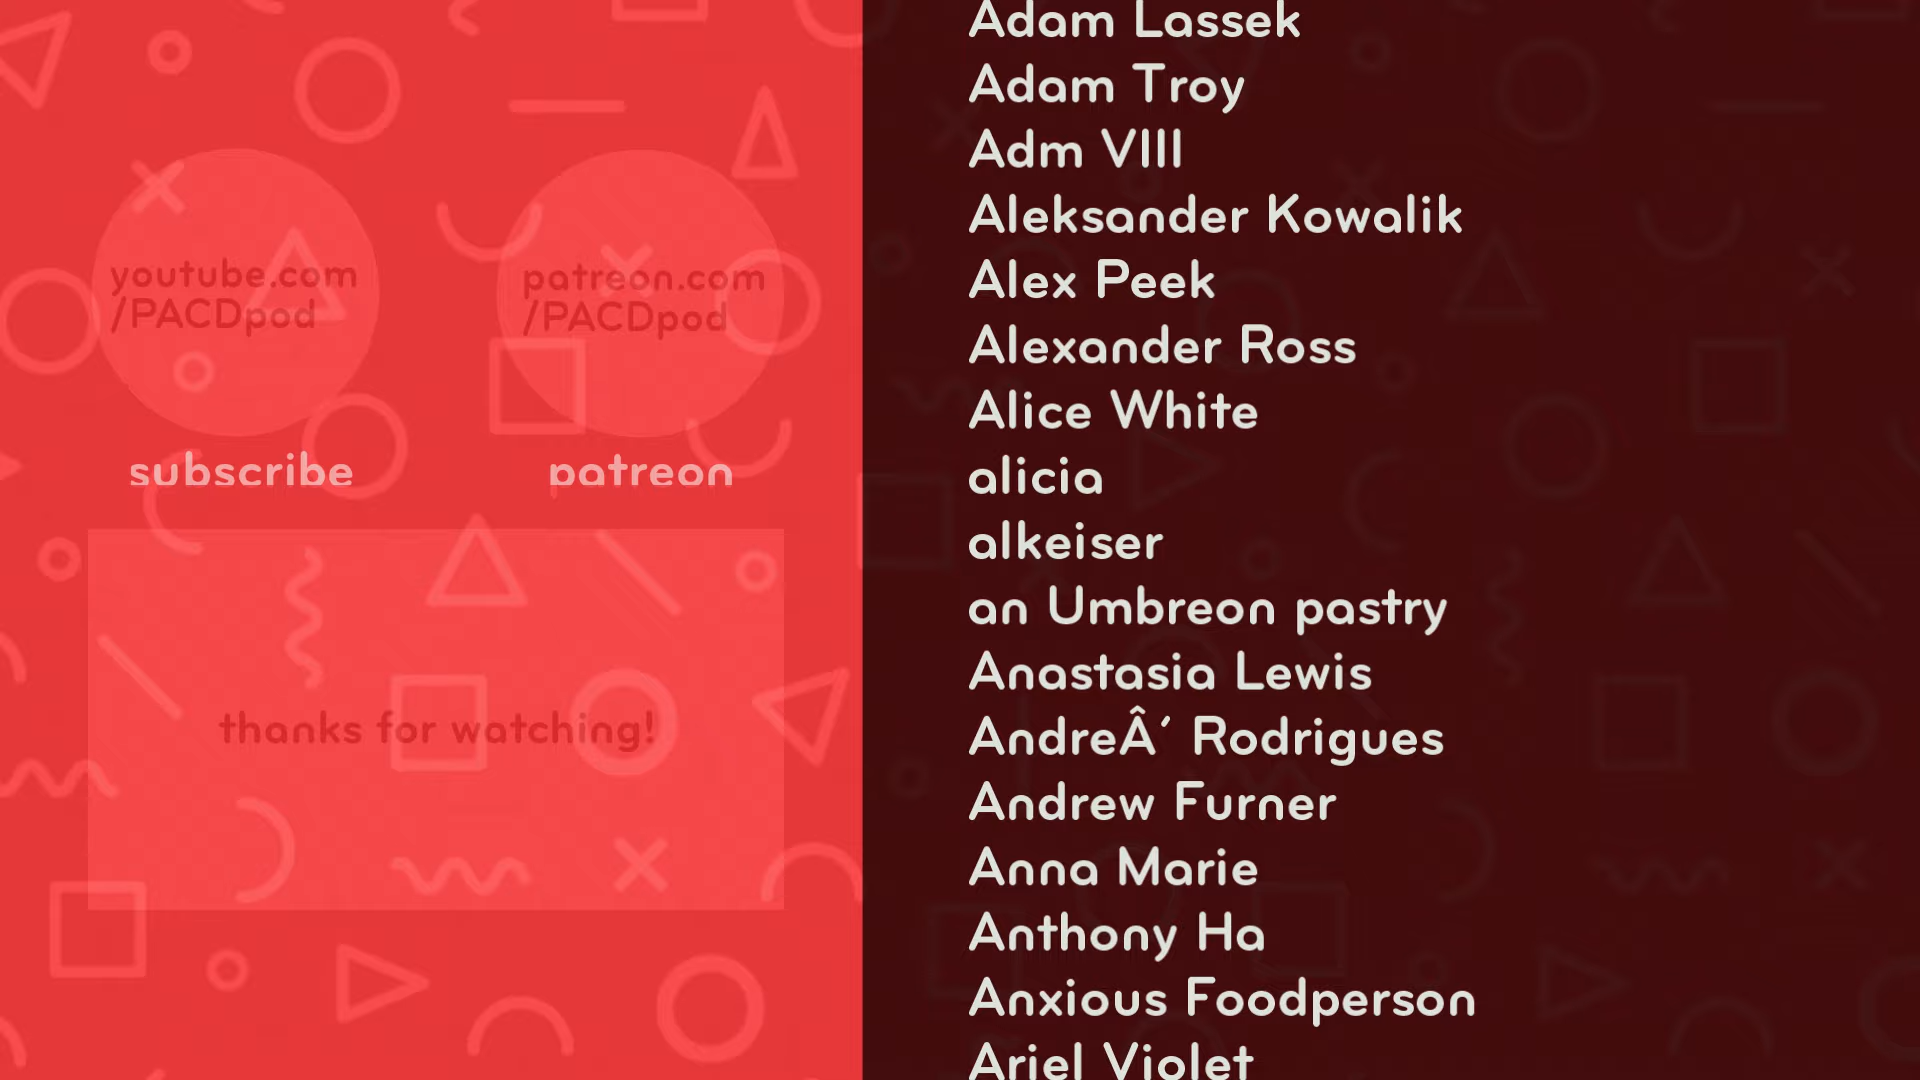 youtube.com
/PACDpod
patreon.com
/PACDpod
subscribe
patreon
thanks for watching!
Adam Lassek
Adam Troy
Adm VIII
Aleksander Kowalik
Alex Peek
Alexander Ross
Alice White
alicia
alkeiser
an Umbreon pastry
Anastasia Lewis
AndreÂ´ Rodrigues
Andrew Furner
Anna Marie
Anthony Ha
Anxious Foodperson
Ariel Violet